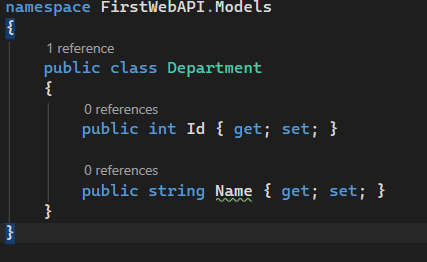 namespace FirstWebAPI.Models
{
1 reference
public class Department
{
0 references
public int Id { get; set; }
0 references
public string Name { get; set; }
}
}